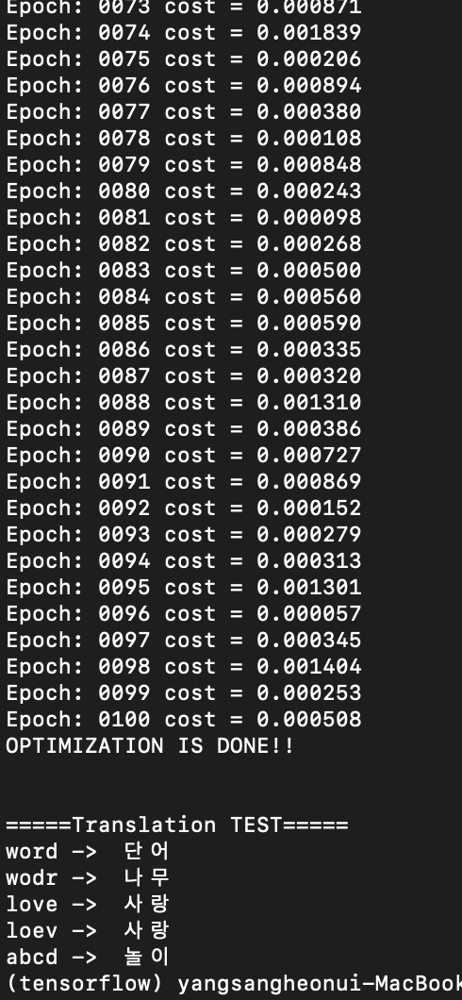 Epoch: 0073 cost = 0.000871
Epoch: 0074 cost = 0.001839
Epoch: 0075 cost = 0.000206
Epoch: 0076 cost = 0.000894
Epoch: 0077 cost = 0.000380
Epoch: 0078 cost = 0.000108
Epoch: 0079 cost = 0.000848
Epoch: 0080 cost = 0.000243
Epoch: 0081 cost = 0.000098
Epoch: 0082 cost = 0.000268
Epoch: 0083 cost = 0.000500
Epoch: 0084 cost = 0.000560
Epoch: 0085 cost = 0.000590
Epoch: 0086 cost = 0.000335
Epoch: 0087 cost = 0.000320
Epoch: 0088 cost = 0.001310
Epoch: 0089 cost = 0.000386
Epoch: 0090 cost = 0.000727
Epoch: 0091 cost = 0.000869
Epoch: 0092 cost = 0.000152
Epoch: 0093 cost = 0.000279
Epoch: 0094 cost = 0.000313
Epoch: 0095 cost = 0.001301
Epoch: 0096 cost = 0.000057
Epoch: 0097 cost = 0.000345
Epoch: 0098 cost = 0.001404
Epoch: 0099 cost = 0.000253
Epoch: 0100 cost = 0.000508
OPTIMIZATION IS DONE!!
=====Translation TEST=====
word -> 단어
wodr -> 나무
love -> 사랑
loev -> 사랑
abcd -> 놀이
(tensorflow) yangsangheonui-MacBook